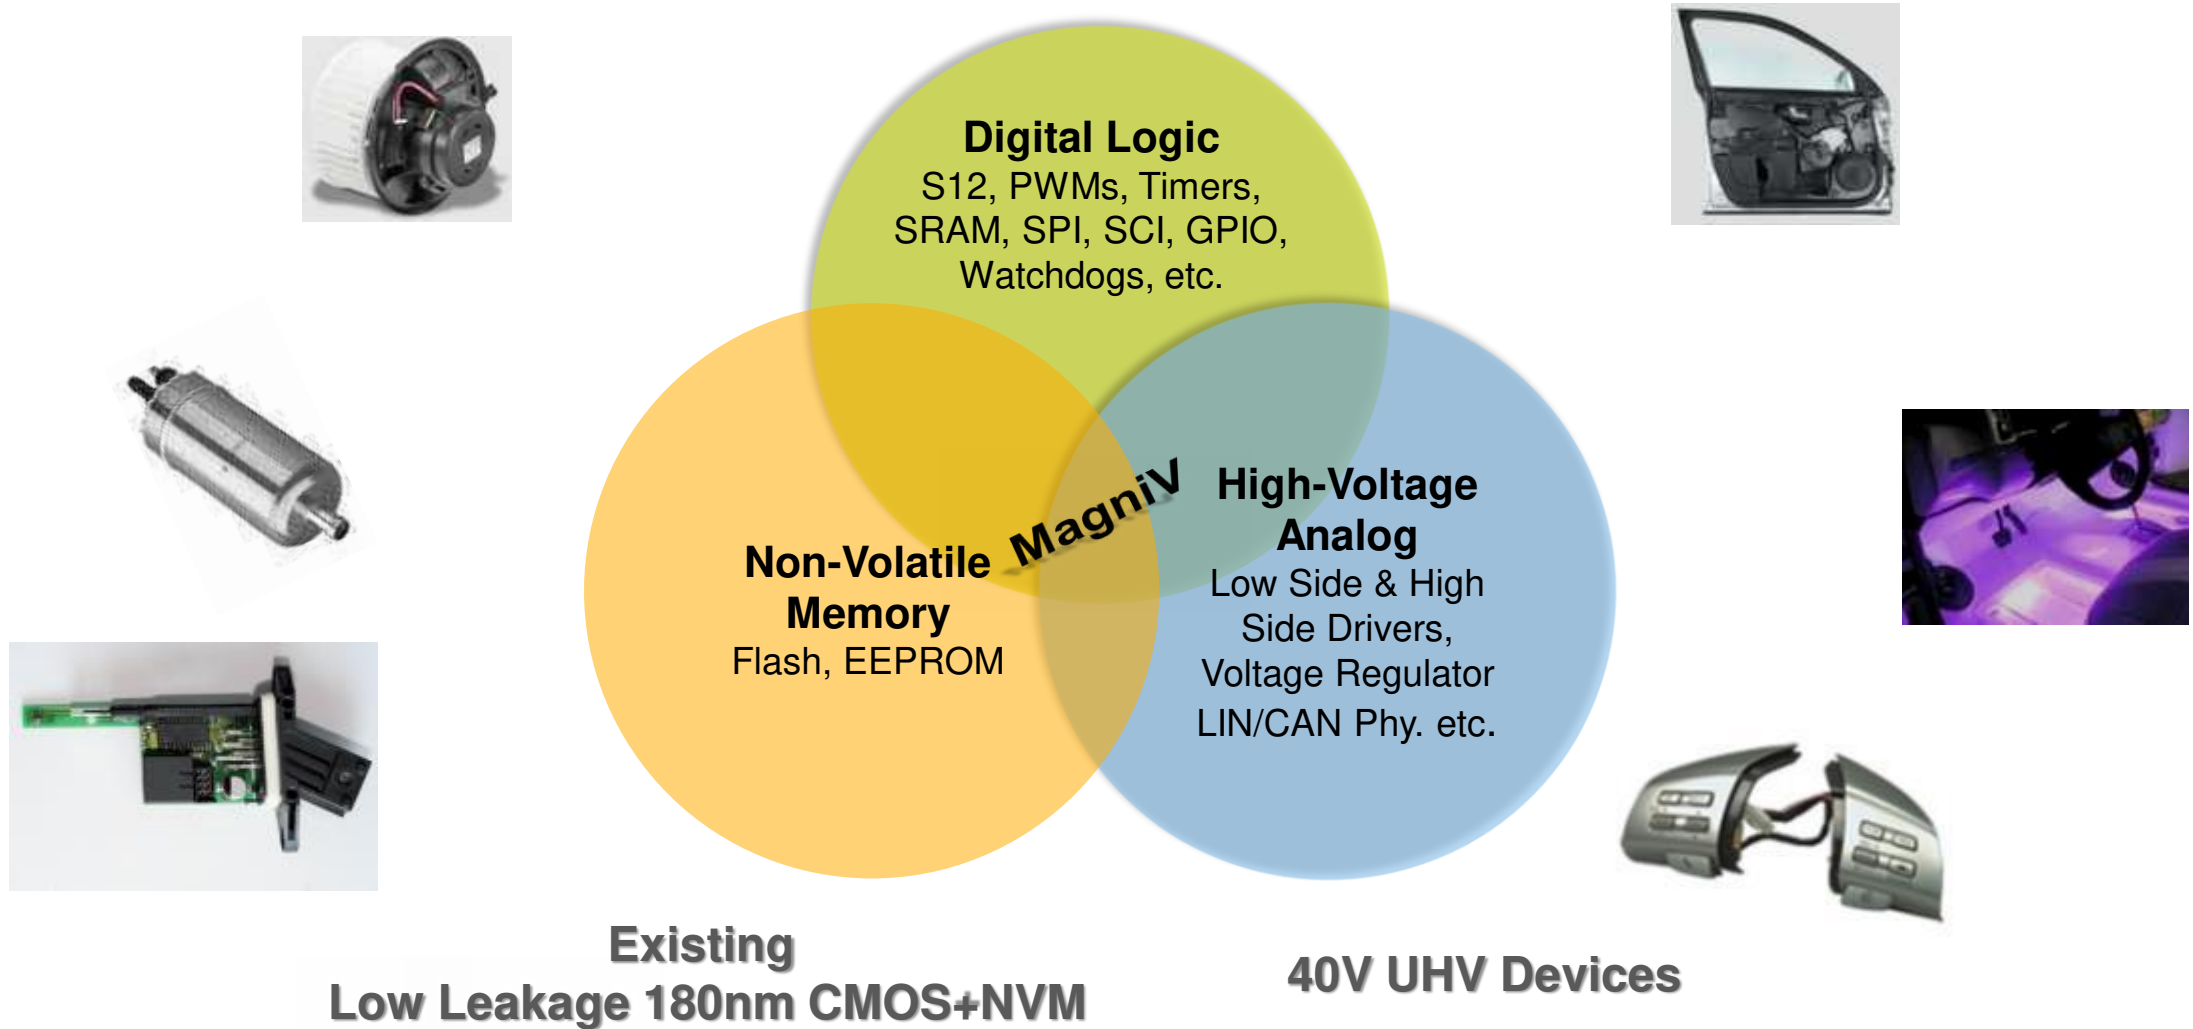 Digital Logic
S12, PWMs, Timers,
SRAM, SPI, SCI, GPIO,
Watchdogs, etc.
MagniV
High-Voltage
Analog
Low Side & High
Side Drivers,
Voltage Regulator
LIN/CAN Phy. etc.
Non-Volatile
Memory
Flash, EEPROM
Existing
Low Leakage 180nm CMOS+NVM
40V UHV Devices